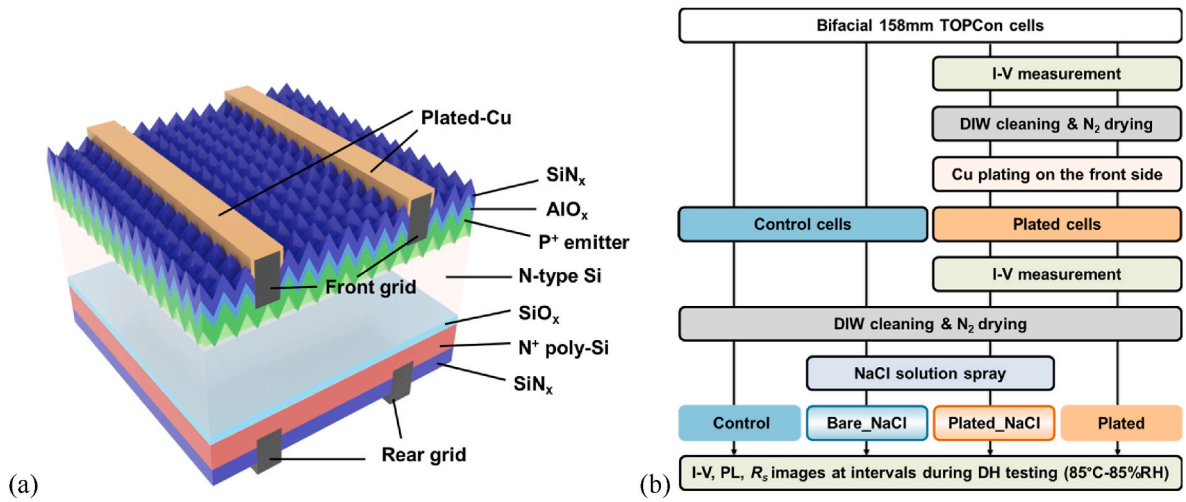 Plated-Cu
SiNₓ
AlOₓ
P⁺ emitter
Front grid
N-type Si
SiOₓ
N⁺ poly-Si
SiNₓ
Rear grid
(a)
Bifacial 158mm TOPCon cells
I-V measurement
DIW cleaning & N₂ drying
Cu plating on the front side
Control cells
Plated cells
I-V measurement
DIW cleaning & N₂ drying
NaCl solution spray
Control
Bare_NaCl
Plated_NaCl
Plated
I-V, PL, Rₛ images at intervals during DH testing (85°C-85%RH)
(b)